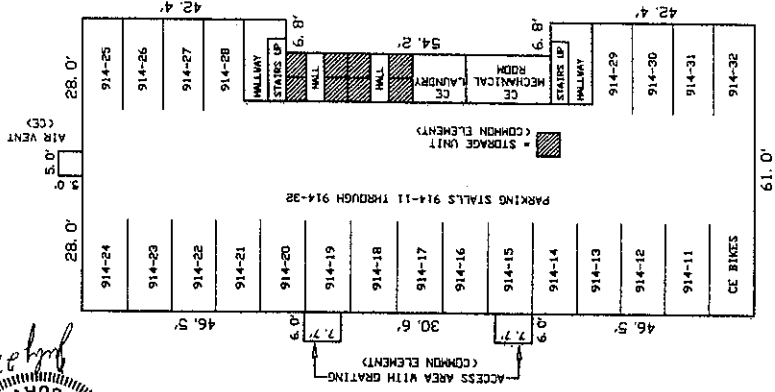 ACCESS AREA WITH GRATING
(COMMON ELEMENT)
46.5'
6.0'
7.7'
30.6'
7.7'
6.0'
46.5'
CE BIKES
914-11
914-12
914-13
914-14
914-15
914-16
914-17
914-18
914-19
914-20
914-21
914-22
914-23
914-24
61.0'
28.0'
PARKING STALLS 914-11 THROUGH 914-32
5.0'
5.0'
AIR VENT
(CE)
= STORAGE UNIT
(COMMON ELEMENT)
28.0'
914-32
914-31
914-30
914-29
HALLWAY
STAIRS UP
CE
MECHANICAL
ROOM
CE
LAUNDRY
HALL
HALL
STAIRS UP
HALLWAY
914-28
914-27
914-26
914-25
42.4'
6.8'
54.2'
6.8'
42.4'